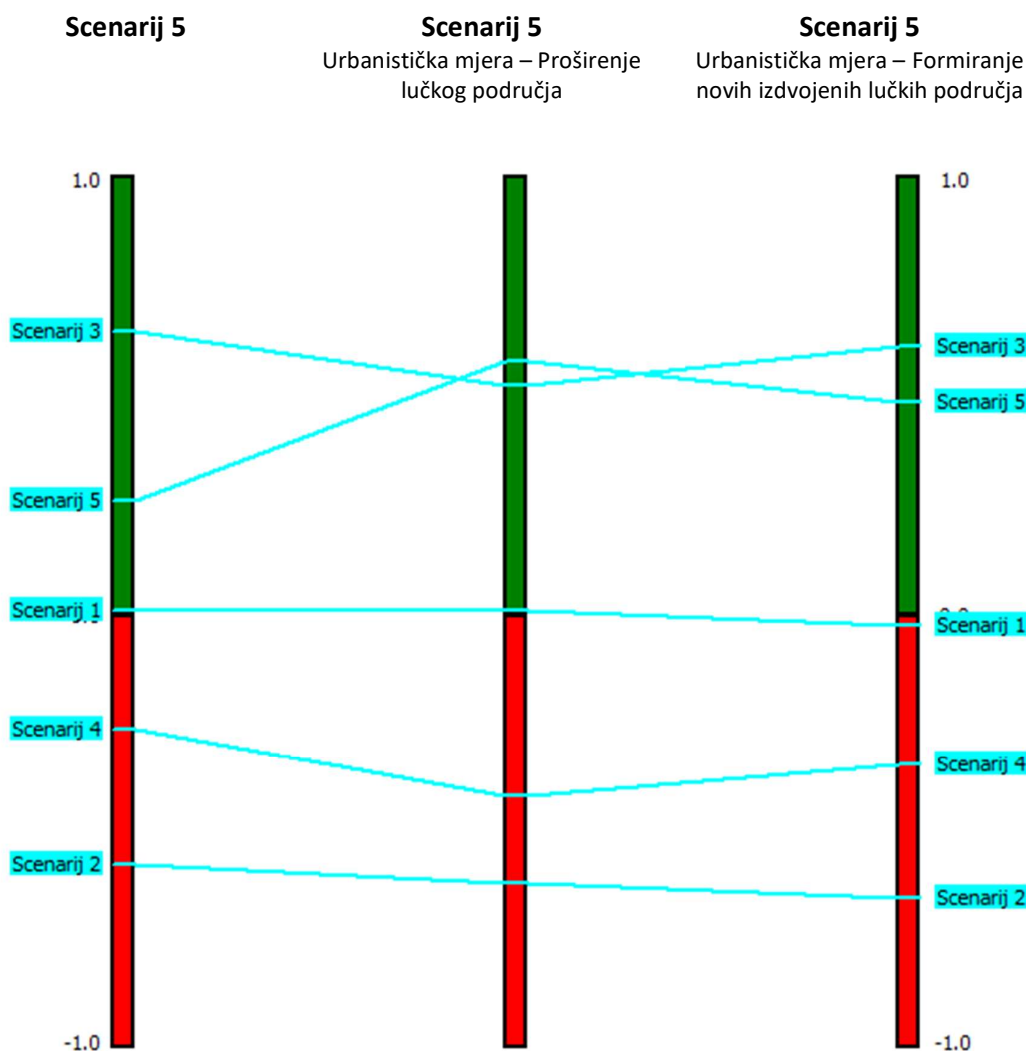 Scenarij 5
Scenarij 5
Urbanistička mjera – Proširenje
lučkog područja
Scenarij 5
Urbanistička mjera – Formiranje
novih izdvojenih lučkih područja
1.0
1.0
Scenarij 3
Scenarij 3
Scenarij 5
Scenarij 5
Scenarij 1
Scenarij 1
Scenarij 4
Scenarij 4
Scenarij 2
Scenarij 2
-1.0
-1.0